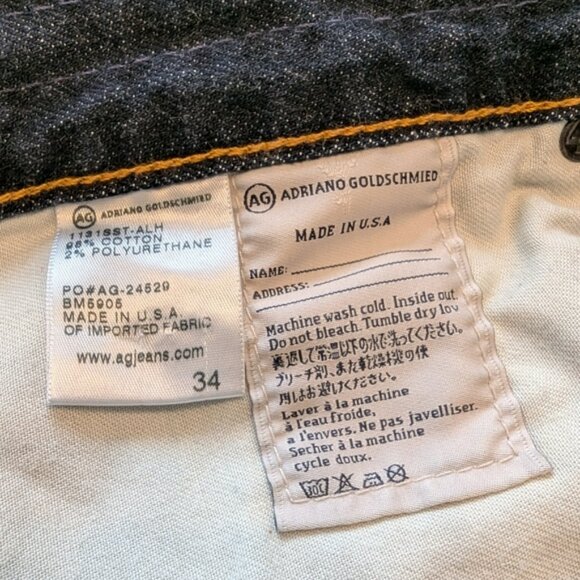 AG ADRIANO GOLDSCHMIED
1131SST-ALH
98% COTTON
2% POLYURETHANE
PO#AG-24529
BM5905
MADE IN U.S.A.
OF IMPORTED FABRIC
www.agjeans.com
34
AG ADRIANO GOLDSCHMIED
MADE IN U.S.A
NAME:
ADDRESS:
Machine wash cold. Inside out.
Do not bleach. Tumble dry low
裏返して常温以下の水で洗ってください。
ブリーチ剤、また乾燥機の使
用はお避けください。
Laver à la machine
à l'eau froide,
a l'envers. Ne pas javelliser.
Secher à la machine
cycle doux.